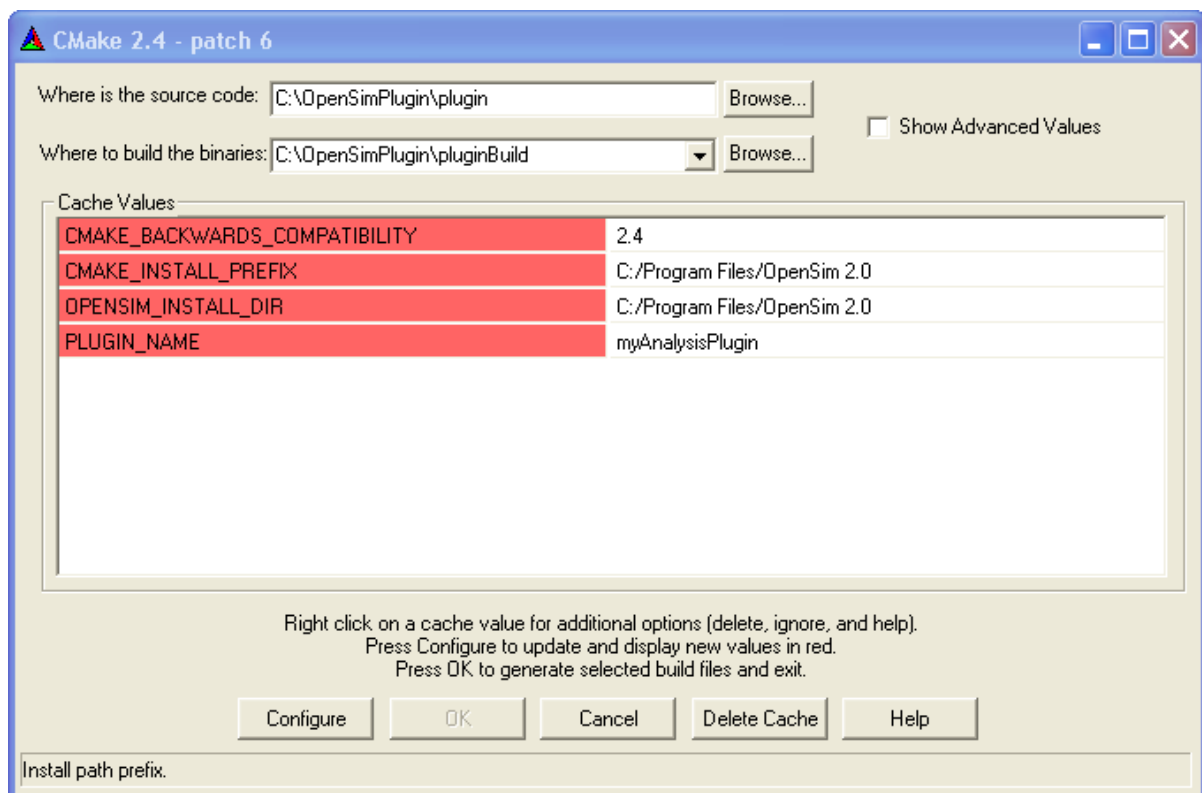 CMake 2.4 - patch 6
Where is the source code: C:\OpenSimPlugin\plugin Browse...
Show Advanced Values
Where to build the binaries: C:\OpenSimPlugin\pluginBuild Browse...
Cache Values
CMAKE_BACKWARDS_COMPATIBILITY 2.4
CMAKE_INSTALL_PREFIX C:/Program Files/OpenSim 2.0
OPENSIM_INSTALL_DIR C:/Program Files/OpenSim 2.0
PLUGIN_NAME myAnalysisPlugin
Right click on a cache value for additional options (delete, ignore, and help).
Press Configure to update and display new values in red.
Press OK to generate selected build files and exit.
Configure OK Cancel Delete Cache Help
Install path prefix.